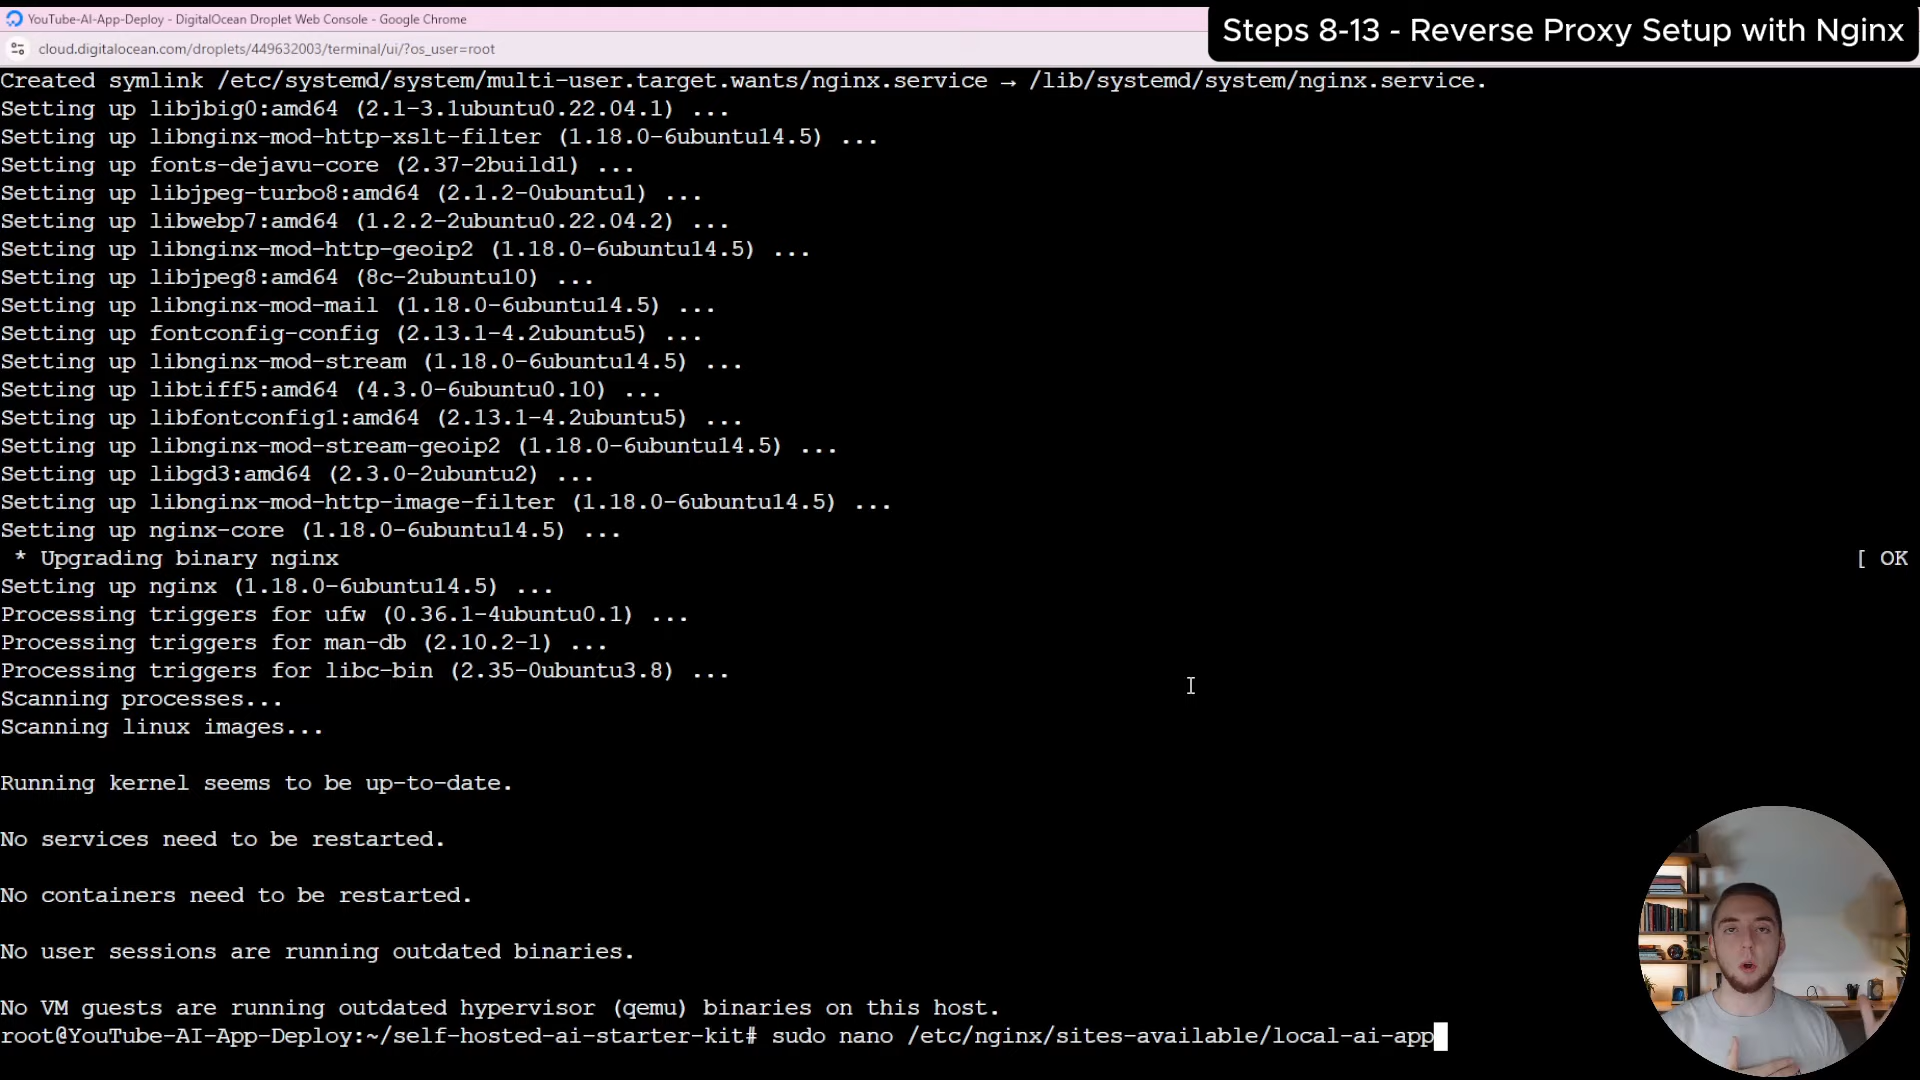 YouTube-AI-App-Deploy - DigitalOcean Droplet Web Console - Google Chrome
Steps 8-13 - Reverse Proxy Setup with Nginx
cloud.digitalocean.com/droplets/449632003/terminal/ui/?os_user=root
Created symlink /etc/systemd/system/multi-user.target.wants/nginx.service → /lib/systemd/system/nginx.service.
Setting up libjbig0:amd64 (2.1-3.1ubuntu0.22.04.1) ...
Setting up libnginx-mod-http-xslt-filter (1.18.0-6ubuntu14.5) ...
Setting up fonts-dejavu-core (2.37-2build1) ...
Setting up libjpeg-turbo8:amd64 (2.1.2-0ubuntu1) ...
Setting up libwebp7:amd64 (1.2.2-2ubuntu0.22.04.2) ...
Setting up libnginx-mod-http-geoip2 (1.18.0-6ubuntu14.5) ...
Setting up libjpeg8:amd64 (8c-2ubuntu10) ...
Setting up libnginx-mod-mail (1.18.0-6ubuntu14.5) ...
Setting up fontconfig-config (2.13.1-4.2ubuntu5) ...
Setting up libnginx-mod-stream (1.18.0-6ubuntu14.5) ...
Setting up libtiff5:amd64 (4.3.0-6ubuntu0.10) ...
Setting up libfontconfig1:amd64 (2.13.1-4.2ubuntu5) ...
Setting up libnginx-mod-stream-geoip2 (1.18.0-6ubuntu14.5) ...
Setting up libgd3:amd64 (2.3.0-2ubuntu2) ...
Setting up libnginx-mod-http-image-filter (1.18.0-6ubuntu14.5) ...
Setting up nginx-core (1.18.0-6ubuntu14.5) ...
* Upgrading binary nginx [ OK
Setting up nginx (1.18.0-6ubuntu14.5) ...
Processing triggers for ufw (0.36.1-4ubuntu0.1) ...
Processing triggers for man-db (2.10.2-1) ...
Processing triggers for libc-bin (2.35-0ubuntu3.8) ...
Scanning processes...
Scanning linux images...
Running kernel seems to be up-to-date.
No services need to be restarted.
No containers need to be restarted.
No user sessions are running outdated binaries.
No VM guests are running outdated hypervisor (qemu) binaries on this host.
root@YouTube-AI-App-Deploy:~/self-hosted-ai-starter-kit# sudo nano /etc/nginx/sites-available/local-ai-app